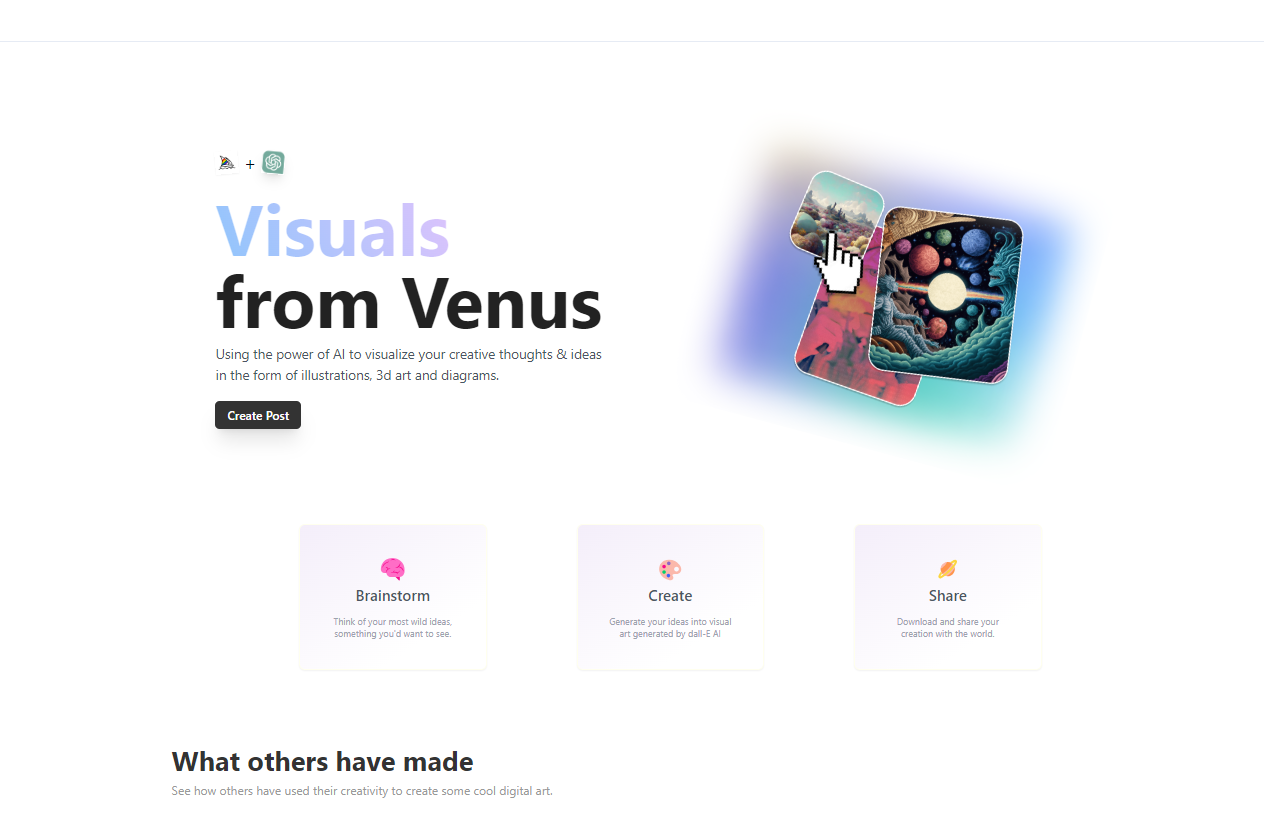 +
Visuals
from Venus
Using the power of AI to visualize your creative thoughts & ideas
in the form of illustrations, 3d art and diagrams.
Create Post
Brainstorm
Think of your most wild ideas,
something you'd want to see.
Create
Generate your ideas into visual
art generated by dall-E AI
Share
Download and share your
creation with the world.
What others have made
See how others have used their creativity to create some cool digital art.